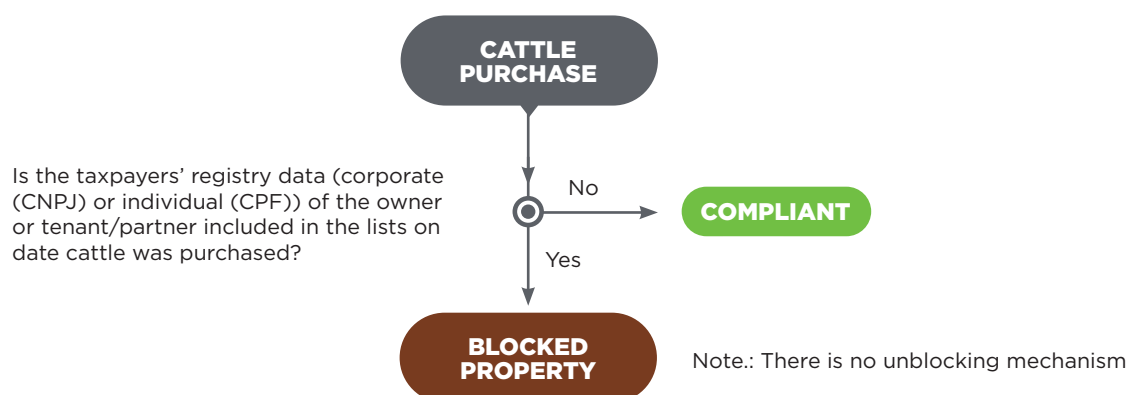 CATTLE
PURCHASE
Is the taxpayers’ registry data (corporate
(CNPJ) or individual (CPF)) of the owner
or tenant/partner included in the lists on
date cattle was purchased?
No
COMPLIANT
Yes
BLOCKED
PROPERTY
Note.: There is no unblocking mechanism